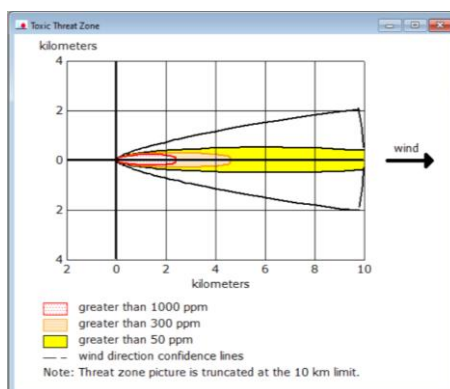 Toxic Threat Zone
kilometers
4
2
0
2
4
2 0 2 4 6 8 10
kilometers
wind
greater than 1000 ppm
greater than 300 ppm
greater than 50 ppm
wind direction confidence lines
Note: Threat zone picture is truncated at the 10 km limit.